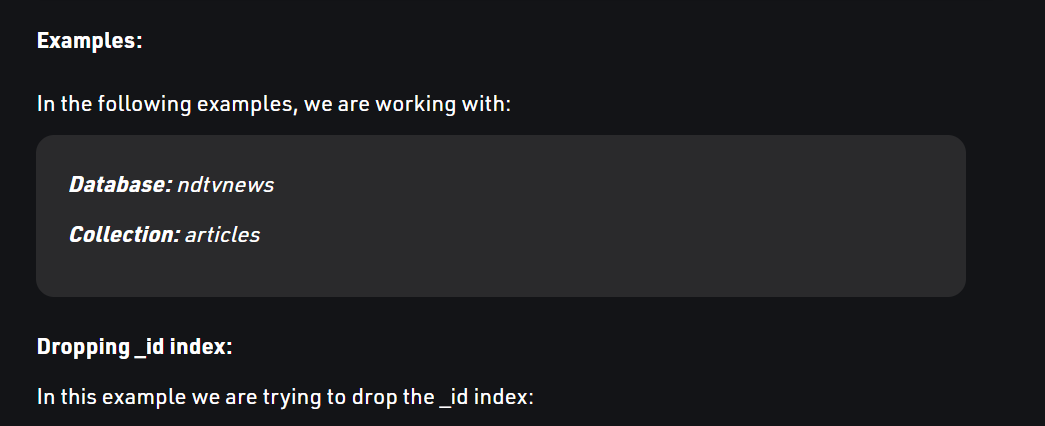 Examples:
In the following examples, we are working with:
Database: ndtvnews
Collection: articles
Dropping _id index:
In this example we are trying to drop the _id index: